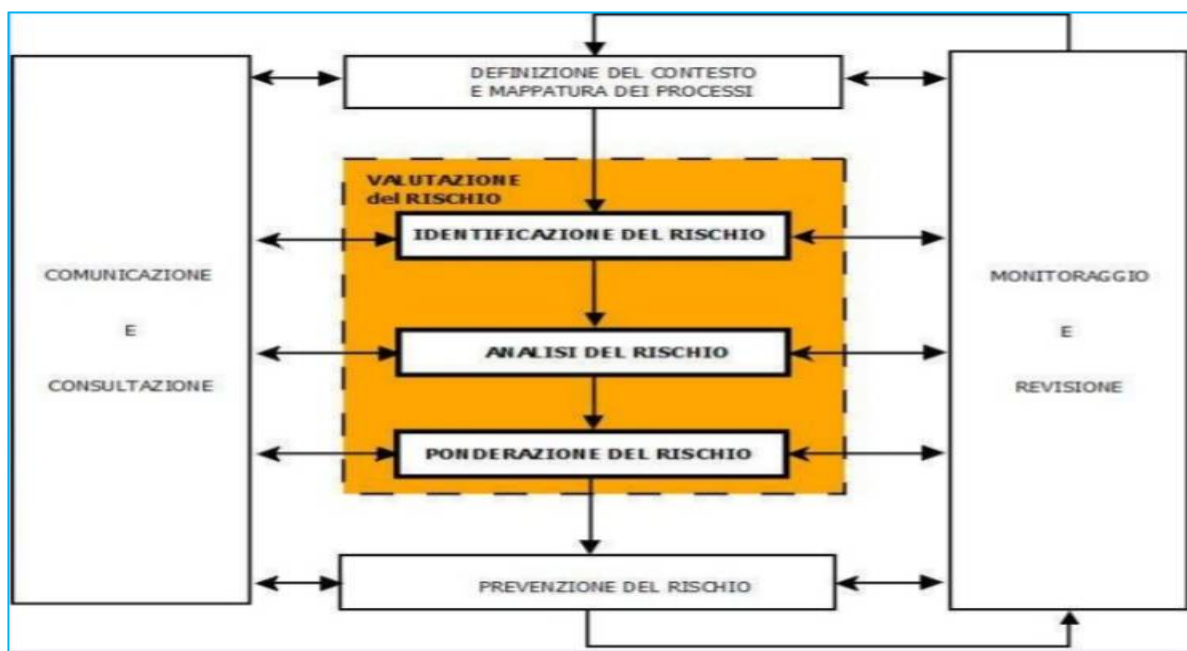 DEFINIZIONE DEL CONTESTO
E MAPPATURA DEI PROCESSI
VALUTAZIONE
del RISCHIO
IDENTIFICAZIONE DEL RISCHIO
ANALISI DEL RISCHIO
PONDERAZIONE DEL RISCHIO
PREVENZIONE DEL RISCHIO
COMUNICAZIONE
E
CONSULTAZIONE
MONITORAGGIO
E
REVISIONE